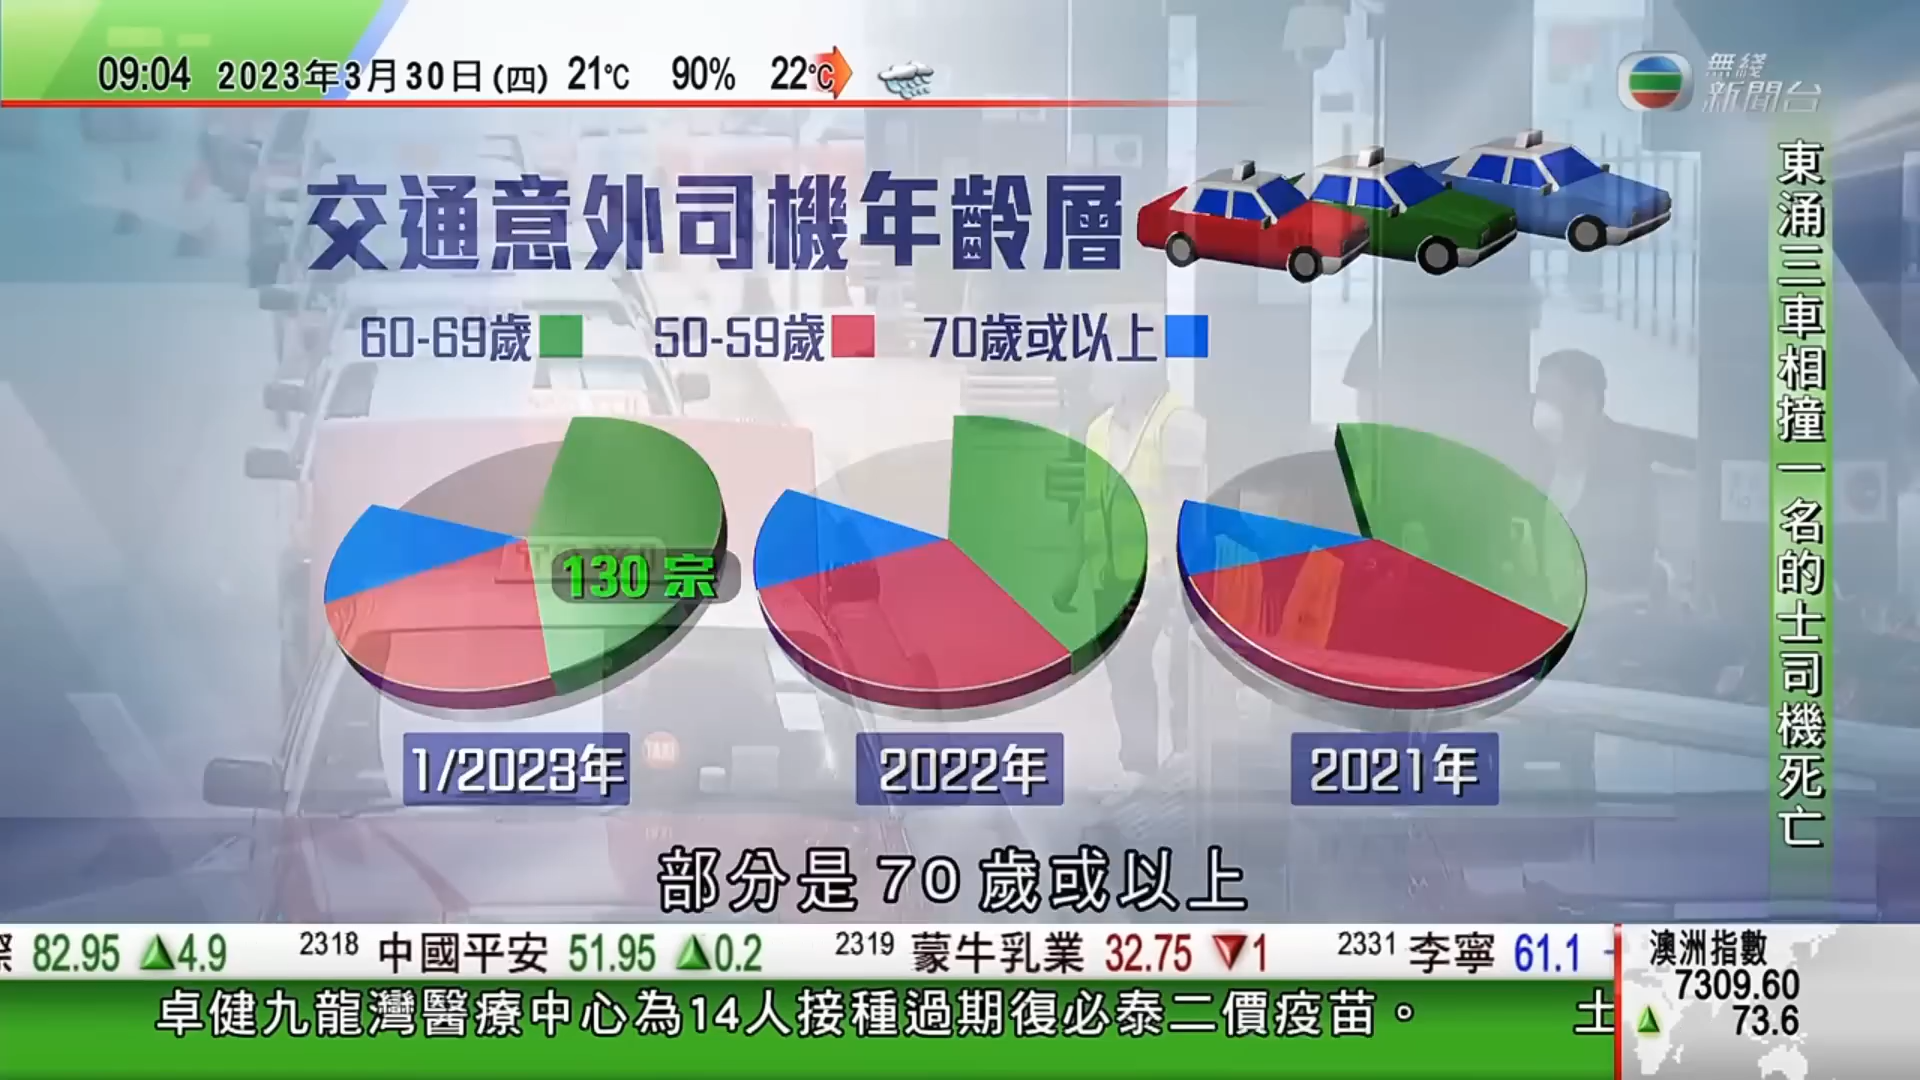 09:04 2023年3月30日(四) 21℃ 90% 22℃
無綫
新聞台
交通意外司機年齡層
60-69歲 50-59歲 70歲或以上
130 宗
1/2023年 2022年 2021年
東涌三車相撞一名的士司機死亡
部分是70歲或以上
82.95 ▲4.9 2318 中國平安 51.95 ▲0.2 2319 蒙牛乳業 32.75 ▼1 2331 李寧 61.1
澳洲指數
7309.60
▲ 73.6
卓健九龍灣醫療中心為14人接種過期復必泰二價疫苗。 土